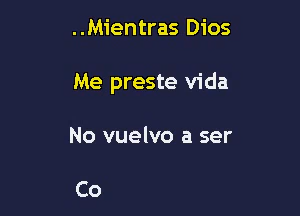 ..Mientras Dios
Me preste vida
No vuelvo a ser
Co